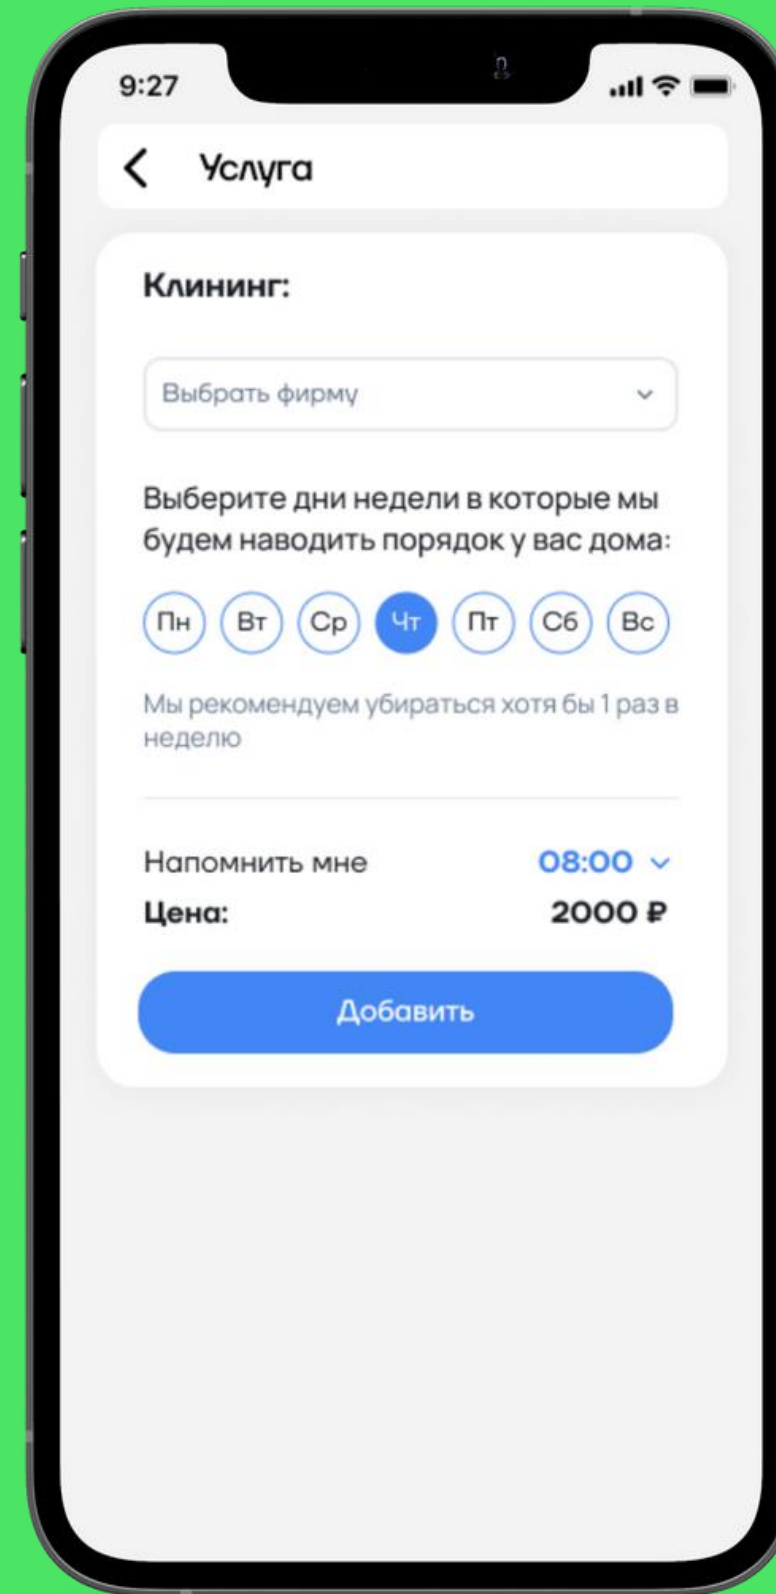 9:27
Услуга
Клининг:
Выбрать фирму
Выберите дни недели в которые мы
будем наводить порядок у вас дома:
Пн Вт Ср Чт Пт Сб Вс
Мы рекомендуем убираться хотя бы 1 раз в
неделю
Напомнить мне 08:00
Цена: 2000 ₽
Добавить